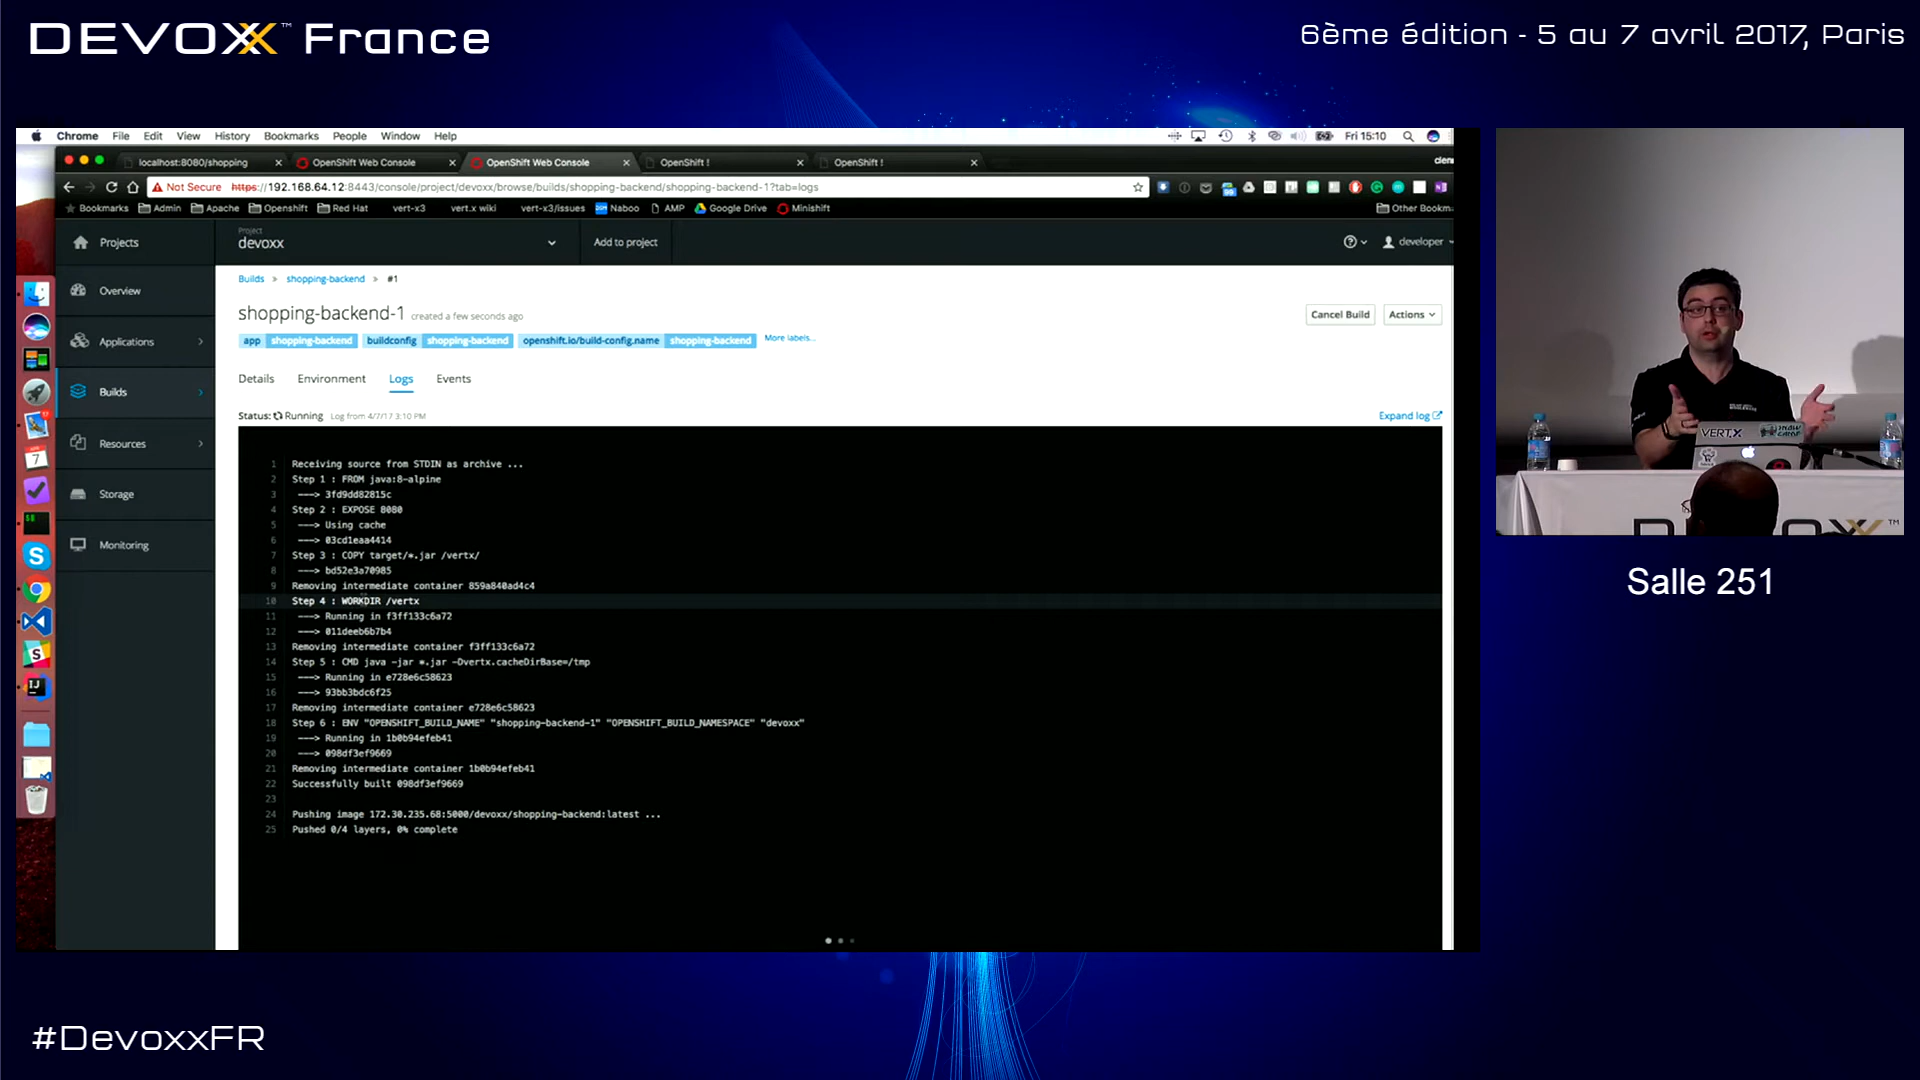 DEVOXX™ France
6ème édition - 5 au 7 avril 2017, Paris
Chrome File Edit View History Bookmarks People Window Help
Fri 15:10
localhost:8080/shopping
OpenShift Web Console
OpenShift Web Console
OpenShift !
OpenShift !
Not Secure https://192.168.64.12:8443/console/project/devoxx/browse/builds/shopping-backend/shopping-backend-1?tab=logs
Bookmarks Admin Apache Openshift Red Hat vert-x3 vert.x wiki vert-x3/issues Naboo AMP Google Drive Minishift Other Bookm
Projects
Project
devoxx
Add to project
developer
Overview
Applications
Builds
Resources
Storage
Monitoring
Builds » shopping-backend » #1
shopping-backend-1 created a few seconds ago
Cancel Build
Actions
app shopping-backend buildconfig shopping-backend openshift.io/build-config.name shopping-backend More labels...
Details Environment Logs Events
Status: Running Log from 4/7/17 3:10 PM
Expand log
1 Receiving source from STDIN as archive ...
2 Step 1 : FROM java:8-alpine
3 ---> 3fd9dd82815c
4 Step 2 : EXPOSE 8080
5 ---> Using cache
6 ---> 03cd1eaa4414
7 Step 3 : COPY target/*.jar /vertx/
8 ---> bd52e3a70985
9 Removing intermediate container 859a840ad4c4
10 Step 4 : WORKDIR /vertx
11 ---> Running in f3ff133c6a72
12 ---> 011deeb6b7b4
13 Removing intermediate container f3ff133c6a72
14 Step 5 : CMD java -jar *.jar -Dvertx.cacheDirBase=/tmp
15 ---> Running in e728e6c58623
16 ---> 93bb3bdc6f25
17 Removing intermediate container e728e6c58623
18 Step 6 : ENV "OPENSHIFT_BUILD_NAME" "shopping-backend-1" "OPENSHIFT_BUILD_NAMESPACE" "devoxx"
19 ---> Running in 1b0b94efeb41
20 ---> 098df3ef9669
21 Removing intermediate container 1b0b94efeb41
22 Successfully built 098df3ef9669
23
24 Pushing image 172.30.235.68:5000/devoxx/shopping-backend:latest ...
25 Pushed 0/4 layers, 0% complete
VERT.X
DEVOXX™
Salle 251
#DevoxxFR